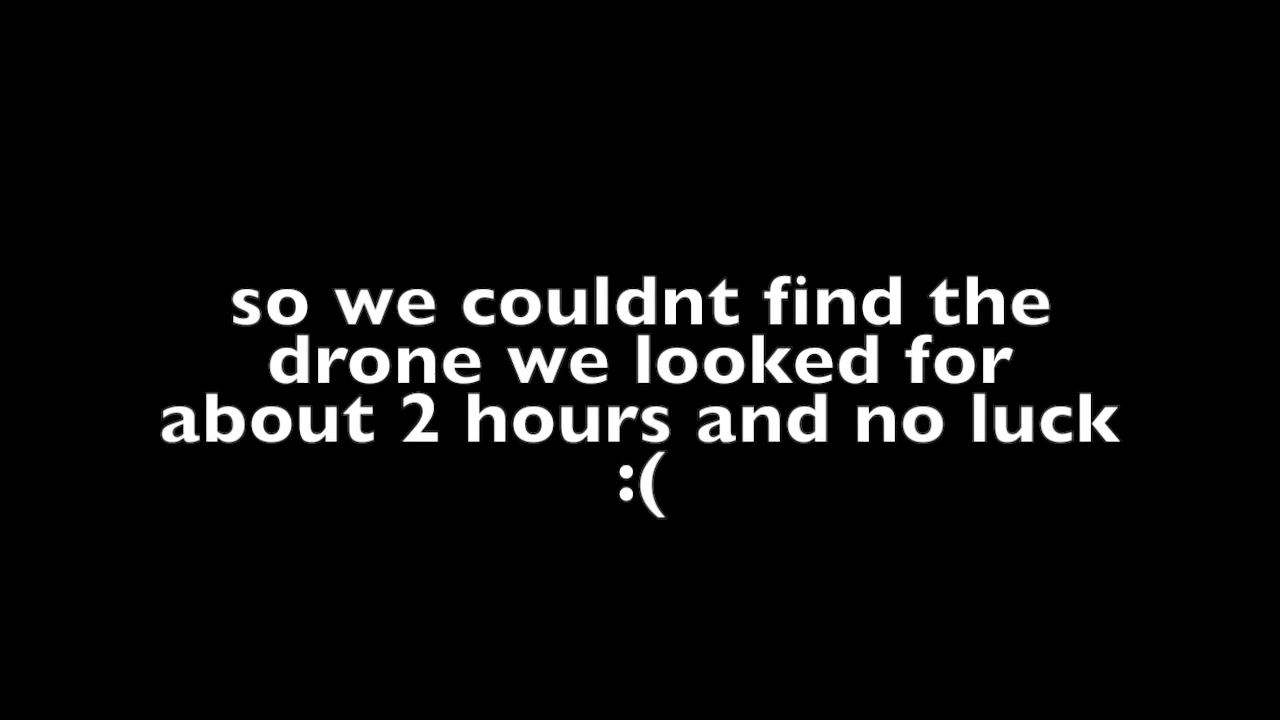 so we couldnt find the
drone we looked for
about 2 hours and no luck
:(